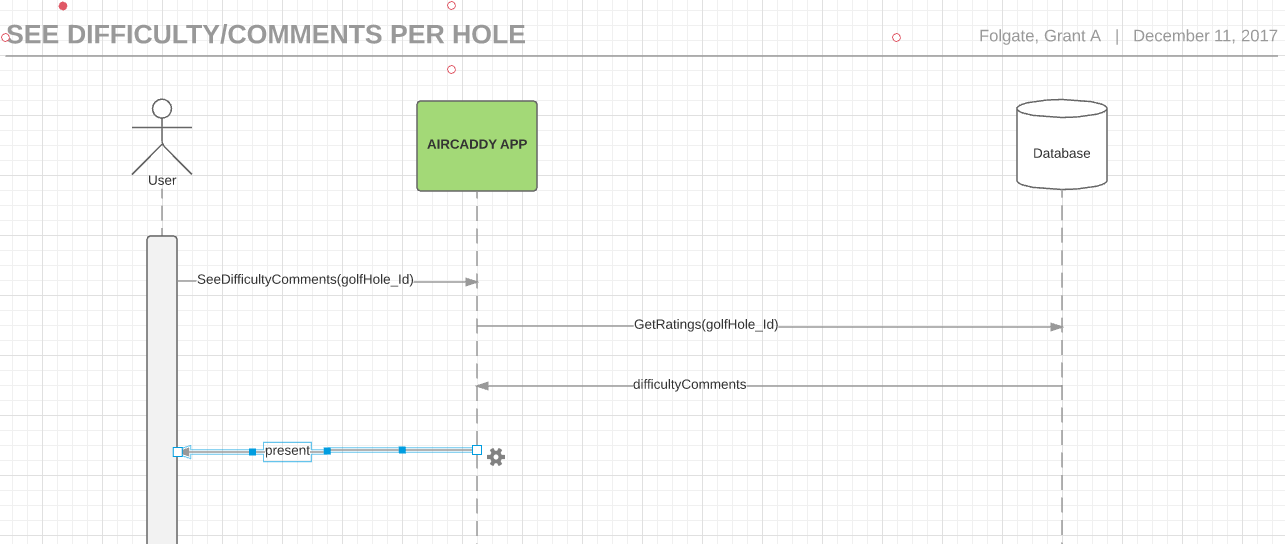 SEE DIFFICULTY/COMMENTS PER HOLE
Folgate, Grant A | December 11, 2017
AIRCADDY APP
Database
User
SeeDifficultyComments(golfHole_Id)
GetRatings(golfHole_Id)
difficultyComments
present